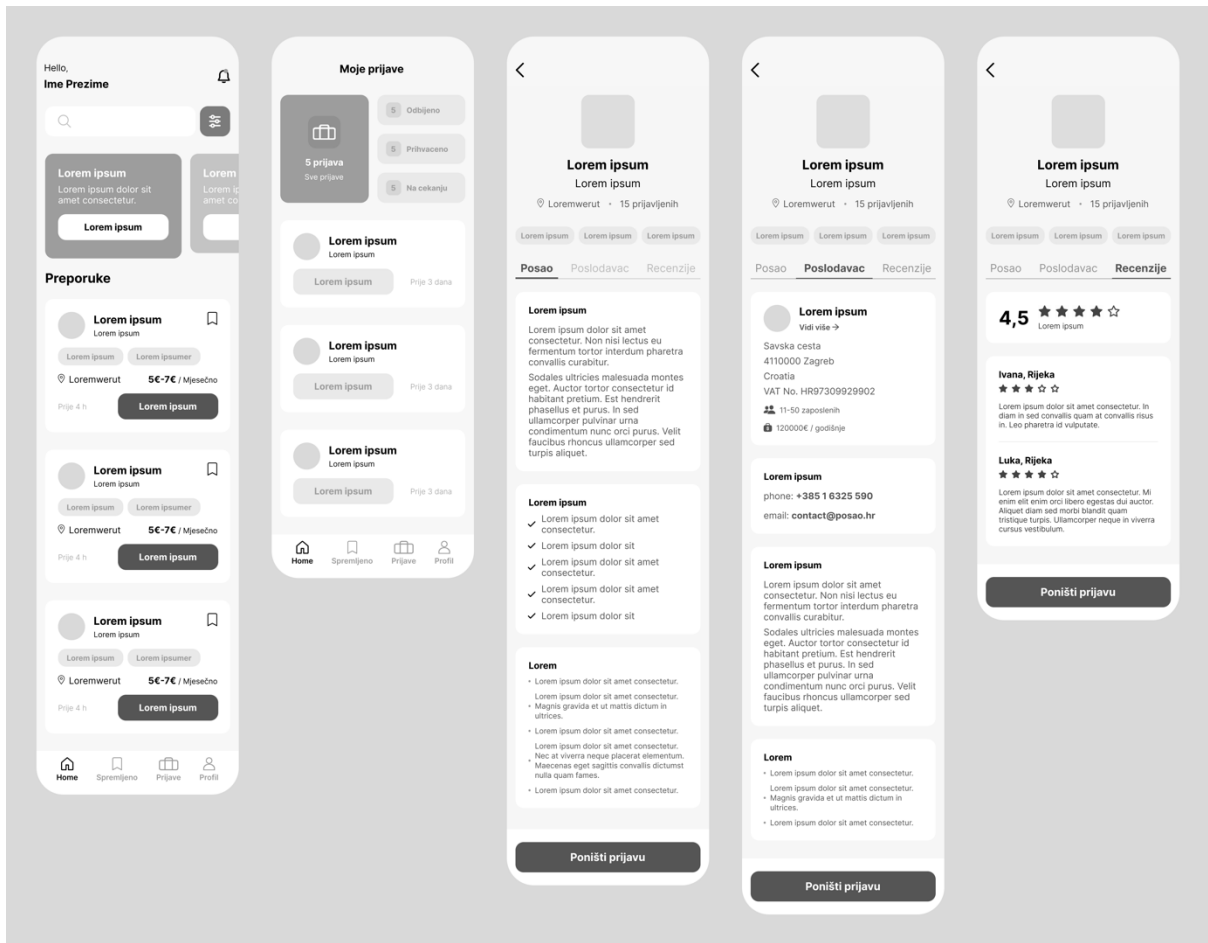 Hello,
Ime Prezime
Lorem ipsum
Lorem ipsum dolor sit
amet consectetur.
Lorem ipsum
Lorem
Lorem ip
amet co
Preporuke
Lorem ipsum
Lorem ipsum
Lorem ipsum Lorem ipsumer
Loremwerut 5€-7€ / Mjesečno
Prije 4 h Lorem ipsum
Lorem ipsum
Lorem ipsum
Lorem ipsum Lorem ipsumer
Loremwerut 5€-7€ / Mjesečno
Prije 4 h Lorem ipsum
Lorem ipsum
Lorem ipsum
Lorem ipsum Lorem ipsumer
Loremwerut 5€-7€ / Mjesečno
Prije 4 h Lorem ipsum
Home Spremljeno Prijave Profil
Moje prijave
5 prijava
Sve prijave
5 Odbijeno
5 Prihvaceno
5 Na cekanju
Lorem ipsum
Lorem ipsum
Lorem ipsum Prije 3 dana
Lorem ipsum
Lorem ipsum
Lorem ipsum Prije 3 dana
Lorem ipsum
Lorem ipsum
Lorem ipsum Prije 3 dana
Home Spremljeno Prijave Profil
Lorem ipsum
Lorem ipsum
Loremwerut • 15 prijavljenih
Lorem ipsum Lorem ipsum Lorem ipsum
Posao Poslodavac Recenzije
Lorem ipsum
Lorem ipsum dolor sit amet
consectetur. Non nisi lectus eu
fermentum tortor interdum pharetra
convallis curabitur.
Sodales ultricies malesuada montes
eget. Auctor tortor consectetur id
habitant pretium. Est hendrerit
phasellus et purus. In sed
ullamcorper pulvinar urna
condimentum nunc orci purus. Velit
faucibus rhoncus ullamcorper sed
turpis aliquet.
Lorem ipsum
Lorem ipsum dolor sit amet
consectetur.
Lorem ipsum dolor sit
Lorem ipsum dolor sit amet
consectetur.
Lorem ipsum dolor sit amet
consectetur.
Lorem ipsum dolor sit
Lorem
• Lorem ipsum dolor sit amet consectetur.
Lorem ipsum dolor sit amet consectetur.
• Magnis gravida et ut mattis dictum in
ultrices.
• Lorem ipsum dolor sit amet consectetur.
Lorem ipsum dolor sit amet consectetur.
Nec at viverra neque placerat elementum.
• Maecenas eget sagittis convallis dictumst
nulla quam fames.
• Lorem ipsum dolor sit amet consectetur.
Poništi prijavu
Lorem ipsum
Lorem ipsum
Loremwerut • 15 prijavljenih
Lorem ipsum Lorem ipsum Lorem ipsum
Posao Poslodavac Recenzije
Lorem ipsum
Vidi više →
Savska cesta
4110000 Zagreb
Croatia
VAT No. HR97309929902
11-50 zaposlenih
120000€ / godišnje
Lorem ipsum
phone: +385 1 6325 590
email: contact@posao.hr
Lorem ipsum
Lorem ipsum dolor sit amet
consectetur. Non nisi lectus eu
fermentum tortor interdum pharetra
convallis curabitur.
Sodales ultricies malesuada montes
eget. Auctor tortor consectetur id
habitant pretium. Est hendrerit
phasellus et purus. In sed
ullamcorper pulvinar urna
condimentum nunc orci purus. Velit
faucibus rhoncus ullamcorper sed
turpis aliquet.
Lorem
• Lorem ipsum dolor sit amet consectetur.
Lorem ipsum dolor sit amet consectetur.
• Magnis gravida et ut mattis dictum in
ultrices.
• Lorem ipsum dolor sit amet consectetur.
Poništi prijavu
Lorem ipsum
Lorem ipsum
Loremwerut • 15 prijavljenih
Lorem ipsum Lorem ipsum Lorem ipsum
Posao Poslodavac Recenzije
4,5
Lorem ipsum
Ivana, Rijeka
Lorem ipsum dolor sit amet consectetur. In
diam in sed convallis quam at convallis risus
in. Leo pharetra id vulputate.
Luka, Rijeka
Lorem ipsum dolor sit amet consectetur. Mi
enim elit enim orci libero egestas dui auctor.
Aliquet diam sed morbi blandit quam
tristique turpis. Ullamcorper neque in viverra
cursus vestibulum.
Poništi prijavu